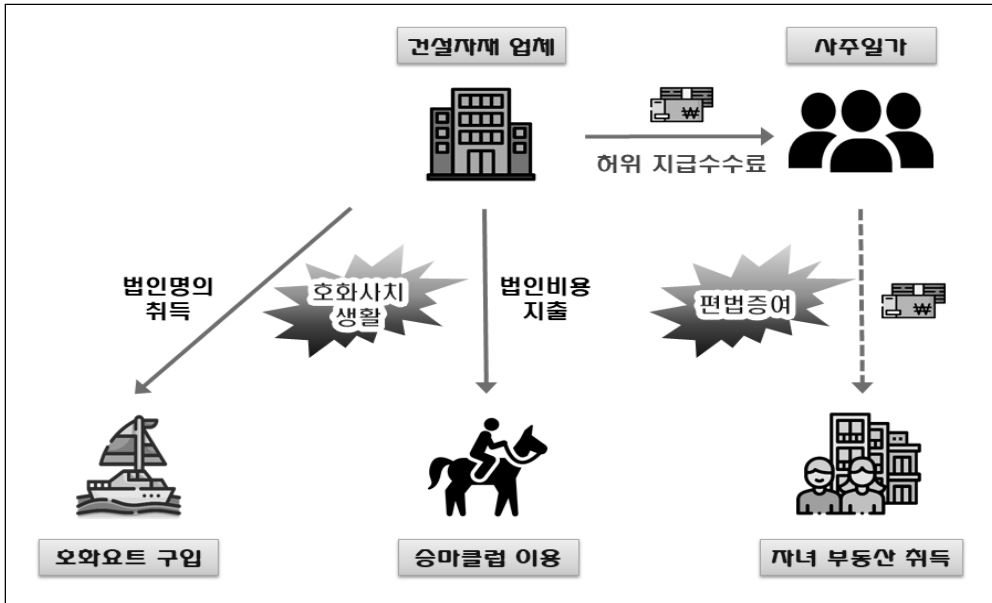 건설자재 업체
사주일가
₩
허위 지급수수료
법인명의
취득
호화사치
생활
법인비용
지출
편법증여
₩
호화요트 구입
승마클럽 이용
자녀 부동산 취득